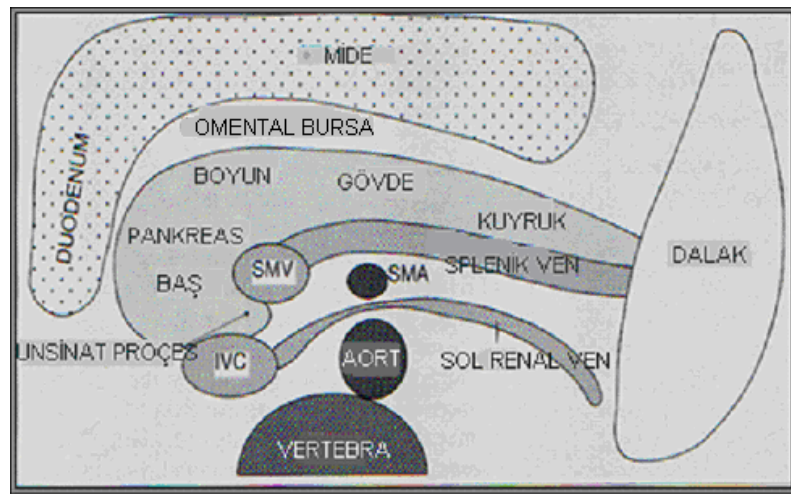 MİDE
OMENTAL BURSA
DUODENUM
BOYUN
GÖVDE
KUYRUK
PANKREAS
SMV
SMA
SPLENİK VEN
DALAK
BAŞ
UNSİNAT PROÇES
IVC
AORT
SOL RENAL VEN
VERTEBRA